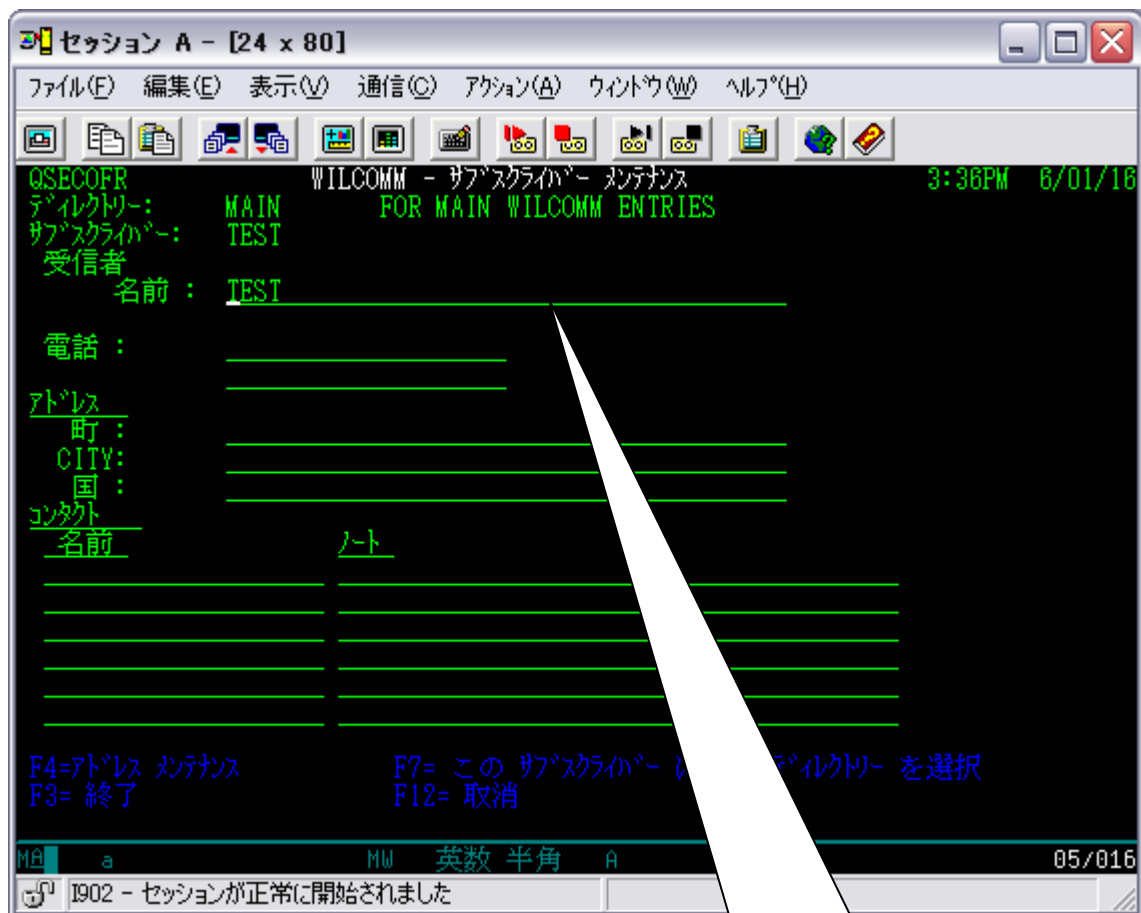 セッション A - [24 x 80]
ファイル(F) 編集(E) 表示(V) 通信(C) アクション(A) ウィンドウ(W) ヘルプ(H)
QSECOFR WILCOMM - サブスクライバー メンテナンス 3:36PM 6/01/16
ディレクトリー: MAIN FOR MAIN WILCOMM ENTRIES
サブスクライバー: TEST
受信者
名前 : TEST
電話 :
アドレス
町 :
CITY:
国 :
コンタクト
名前 ノート
F4=アドレス メンテナンス F7= この サブスクライバー ディレクトリー を選択
F3= 終了 F12= 取消
MA a MW 英数 半角 A 05/016
I902 - セッションが正常に開始されました